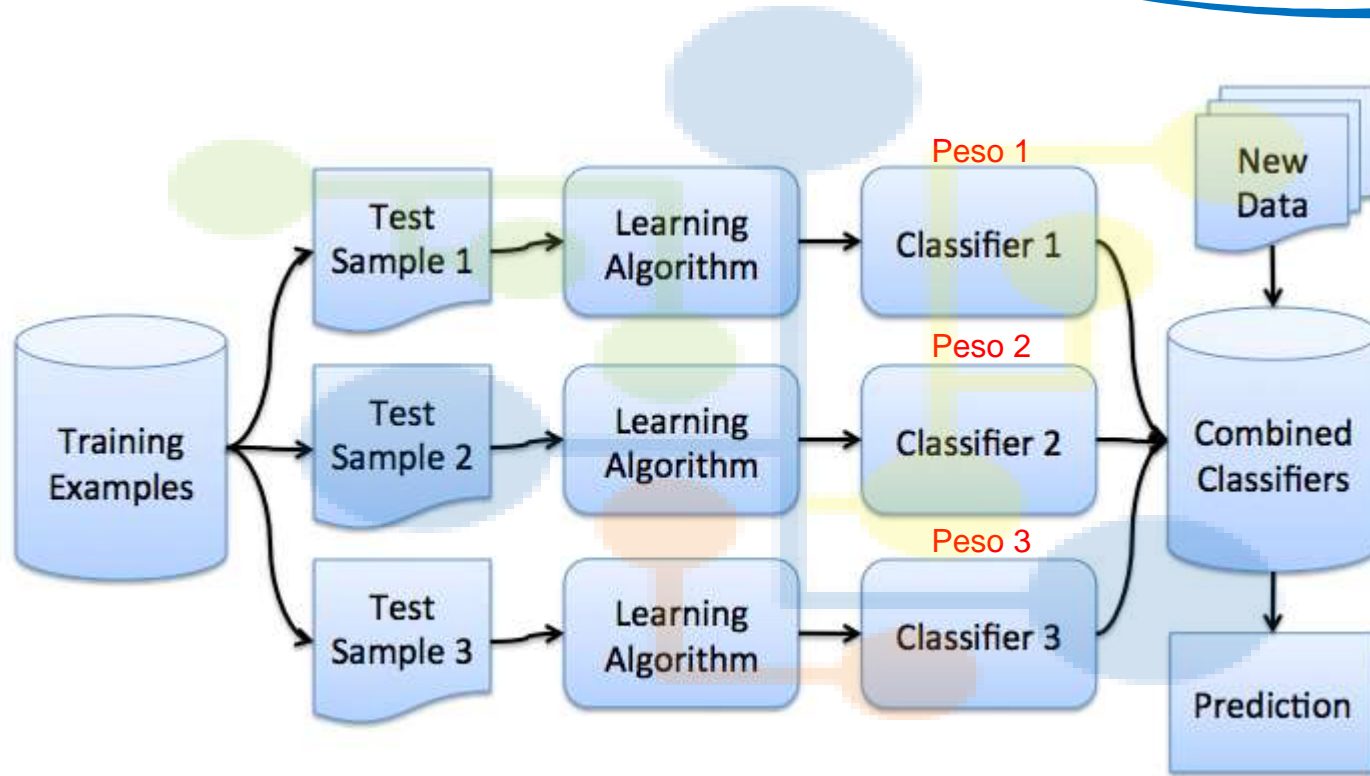 Training
Examples
Test
Sample 1
Learning
Algorithm
Peso 1
Classifier 1
Test
Sample 2
Learning
Algorithm
Peso 2
Classifier 2
Test
Sample 3
Learning
Algorithm
Peso 3
Classifier 3
New
Data
Combined
Classifiers
Prediction